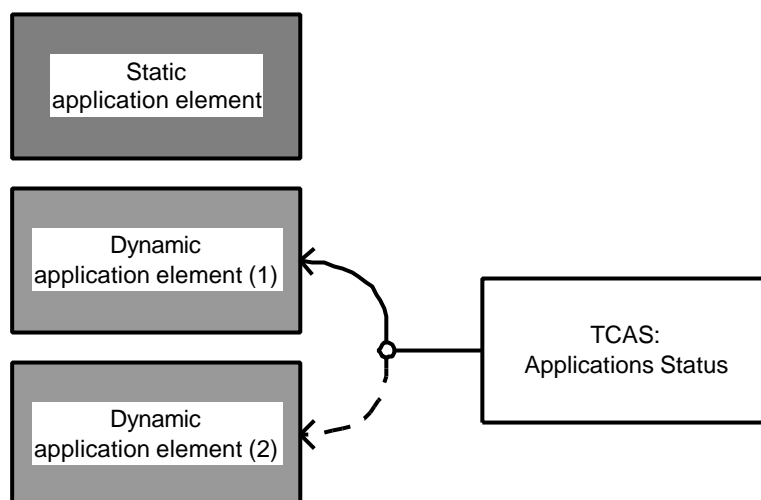 Static
application element
Dynamic
application element (1)
TCAS:
Applications Status
Dynamic
application element (2)